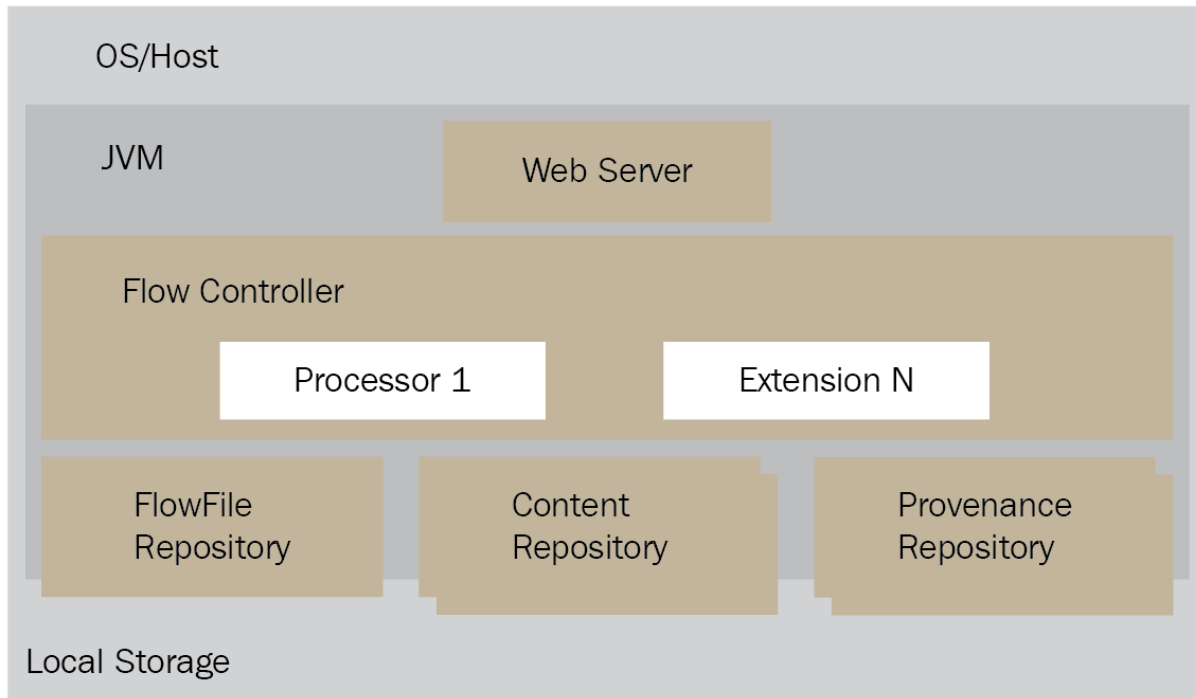 OS/Host
JVM
Web Server
Flow Controller
Processor 1
Extension N
FlowFile
Repository
Content
Repository
Provenance
Repository
Local Storage